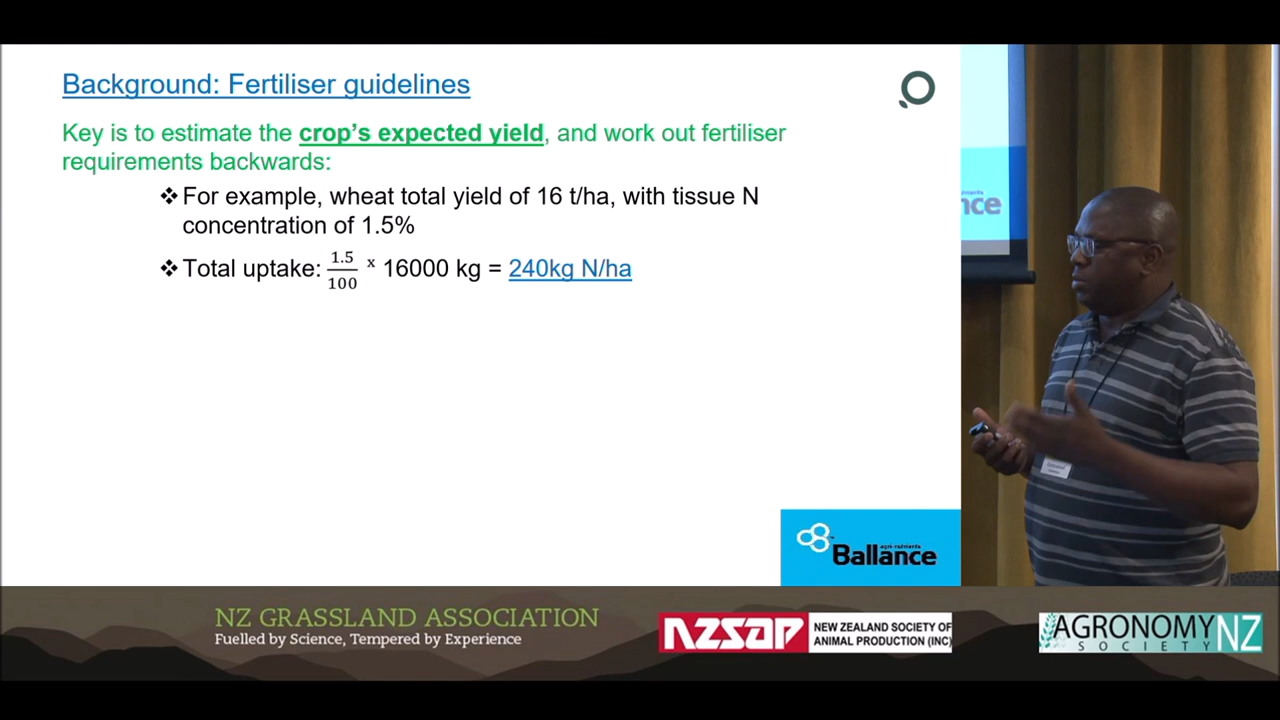 Background: Fertiliser guidelines
Key is to estimate the crop's expected yield, and work out fertiliser
requirements backwards:
❖ For example, wheat total yield of 16 t/ha, with tissue N
concentration of 1.5%
❖ Total uptake: 1.5/100 x 16000 kg = 240kg N/ha
agri-nutrients
Ballance
NZ GRASSLAND ASSOCIATION
Fuelled by Science, Tempered by Experience
NZSAP
NEW ZEALAND SOCIETY OF
ANIMAL PRODUCTION (INC)
AGRONOMY NZ
SOCIETY